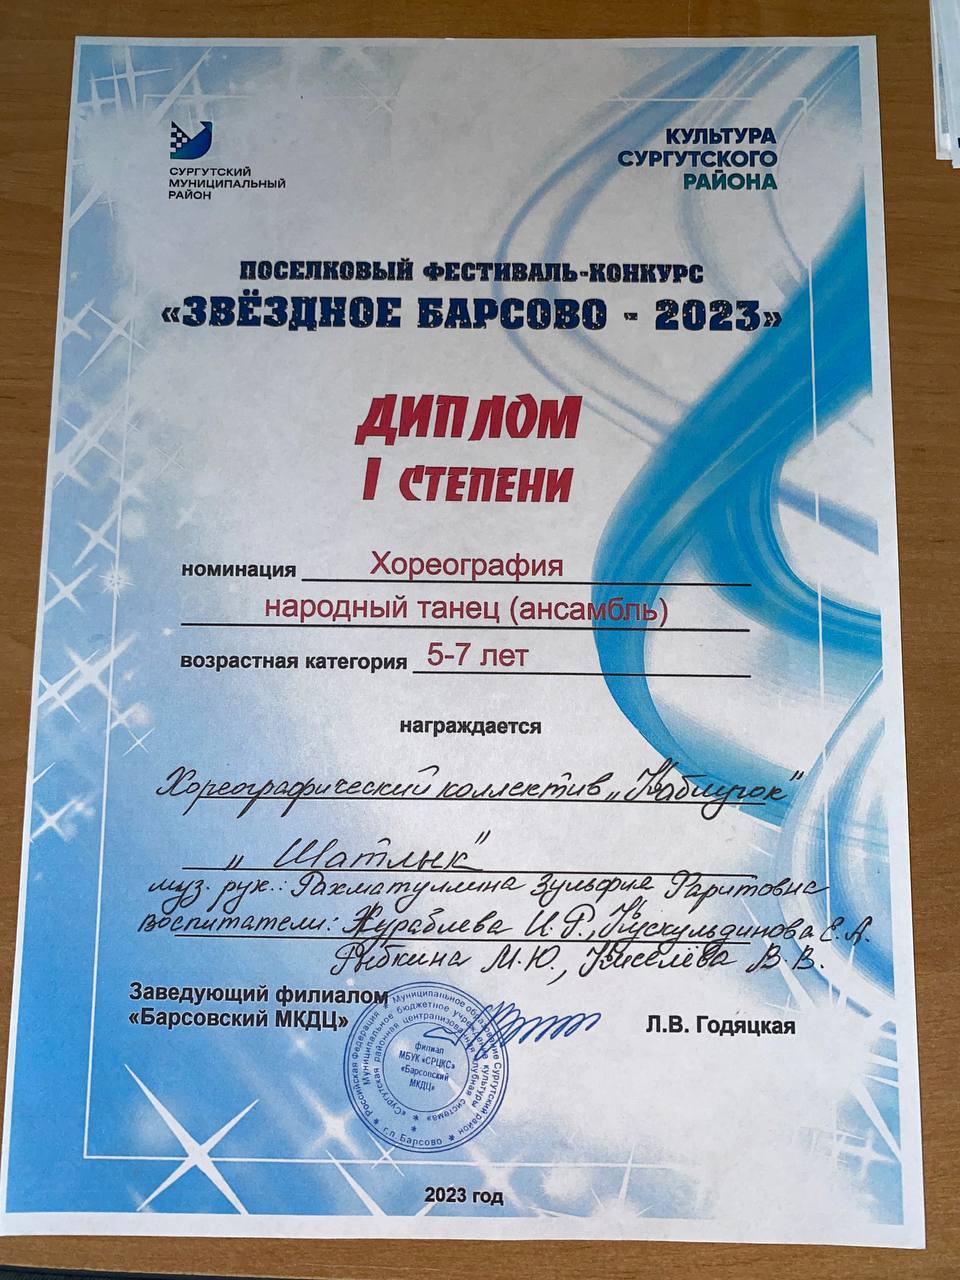 СУРГУТСКИЙ
МУНИЦИПАЛЬНЫЙ
РАЙОН
КУЛЬТУРА
СУРГУТСКОГО
РАЙОНА
ПОСЕЛКОВЫЙ ФЕСТИВАЛЬ-КОНКУРС
«ЗВЁЗДНОЕ БАРСОВО - 2023»
ДИПЛОМ
I СТЕПЕНИ
номинация Хореография
народный танец (ансамбль)
возрастная категория 5-7 лет
награждается
Хореографический коллектив „Каблучок"
„Шатлык"
муз. рук.: Рахматуллина Зульфия Фаритовна
воспитатели: Журавлева И.Р., Кускульдинова Е.А.
Рыбкина М.Ю., Киселёва В.В.
Заведующий филиалом
«Барсовский МКДЦ»
Л.В. Годяцкая
Российская Федерация * Муниципальное образование Сургутский район * г.п. Барсово *
Муниципальное бюджетное учреждение культуры
«Сургутская районная централизованная клубная система»
филиал
МБУК «СРЦКС»
«Барсовский
МКДЦ»
2023 год